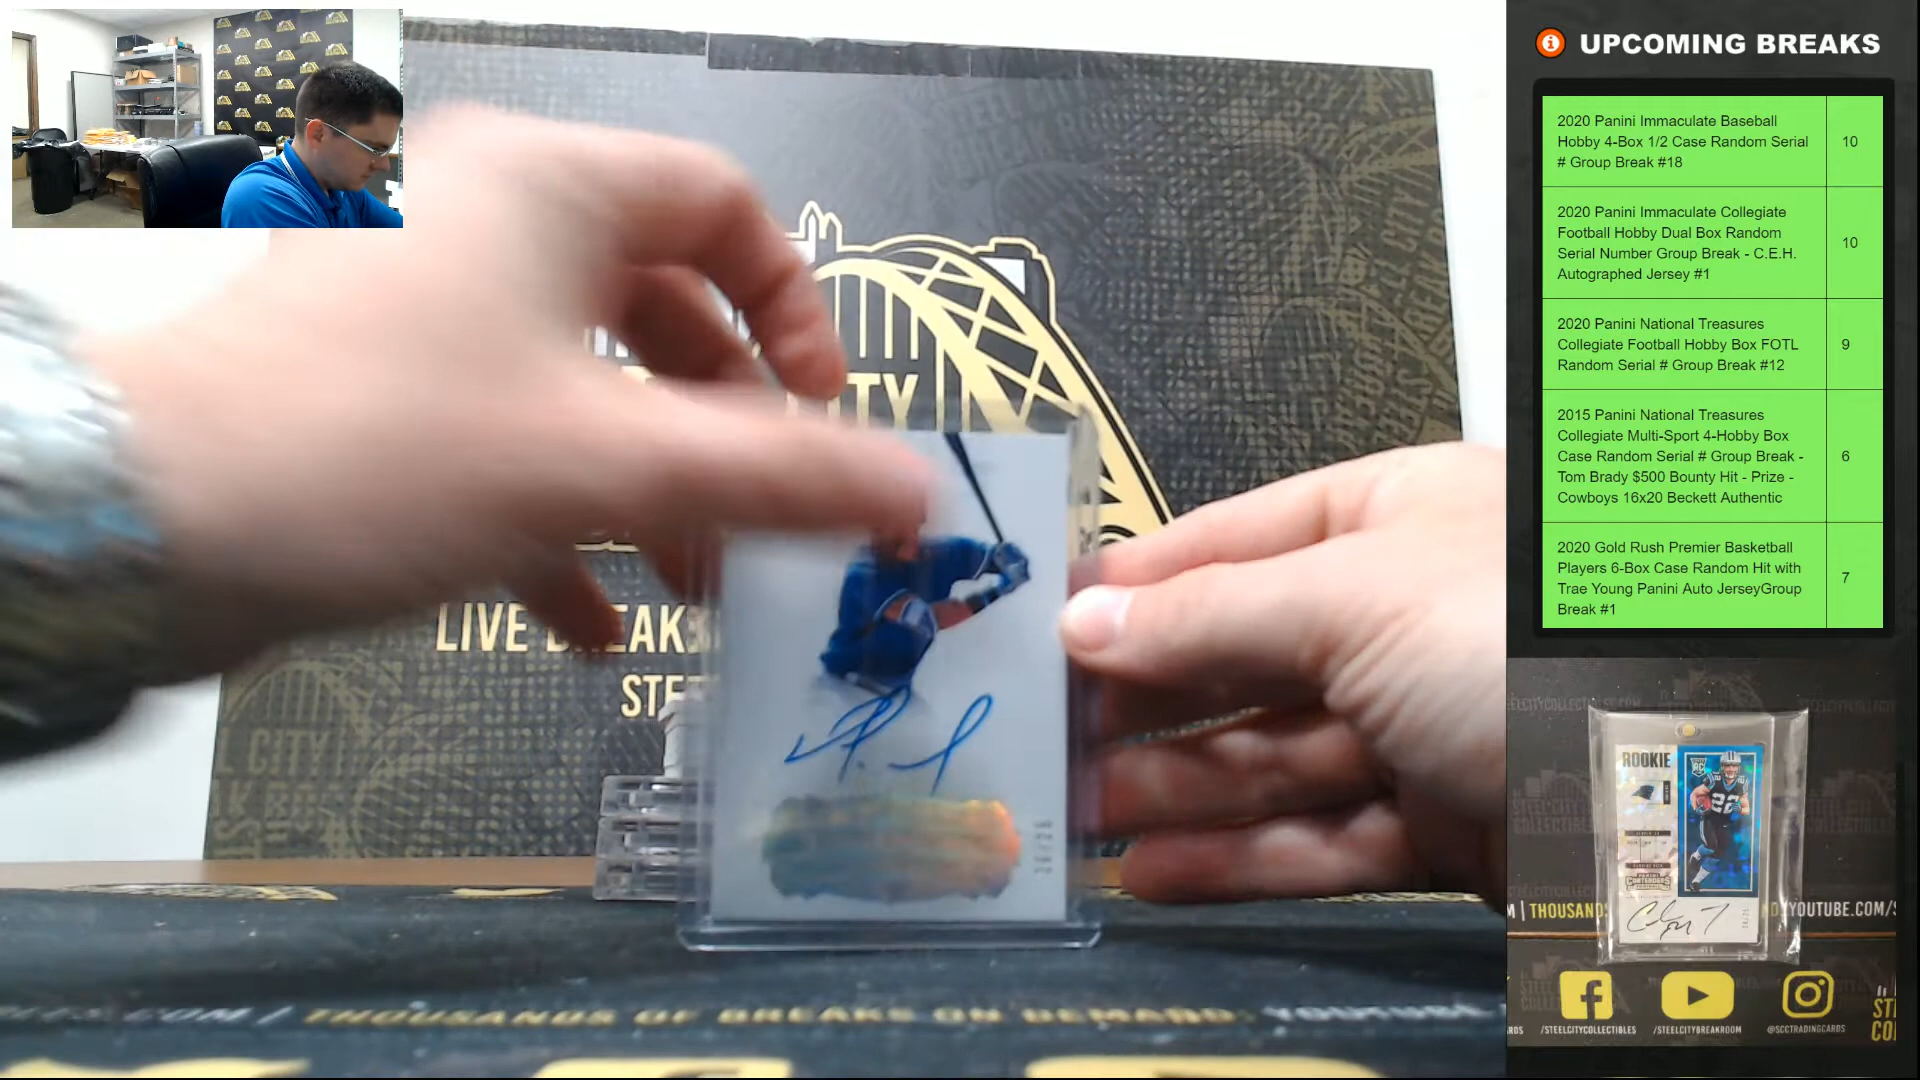 UPCOMING BREAKS
2020 Panini Immaculate Baseball
Hobby 4-Box 1/2 Case Random Serial
# Group Break #18
10
2020 Panini Immaculate Collegiate
Football Hobby Dual Box Random
Serial Number Group Break - C.E.H.
Autographed Jersey #1
10
2020 Panini National Treasures
Collegiate Football Hobby Box FOTL
Random Serial # Group Break #12
9
2015 Panini National Treasures
Collegiate Multi-Sport 4-Hobby Box
Case Random Serial # Group Break -
Tom Brady $500 Bounty Hit - Prize -
Cowboys 16x20 Beckett Authentic
6
2020 Gold Rush Premier Basketball
Players 6-Box Case Random Hit with
Trae Young Panini Auto JerseyGroup
Break #1
7
CITY
LIVE BREAKS
STE
THOUSANDS OF BREAKS ON DEMAND
ROOKIE
22
M | THOUSAND
YOUTUBE.COM/S
/STEELCITYCOLLECTIBLES
/STEELCITYBREAKROOM
@SCCTRADINGCARDS